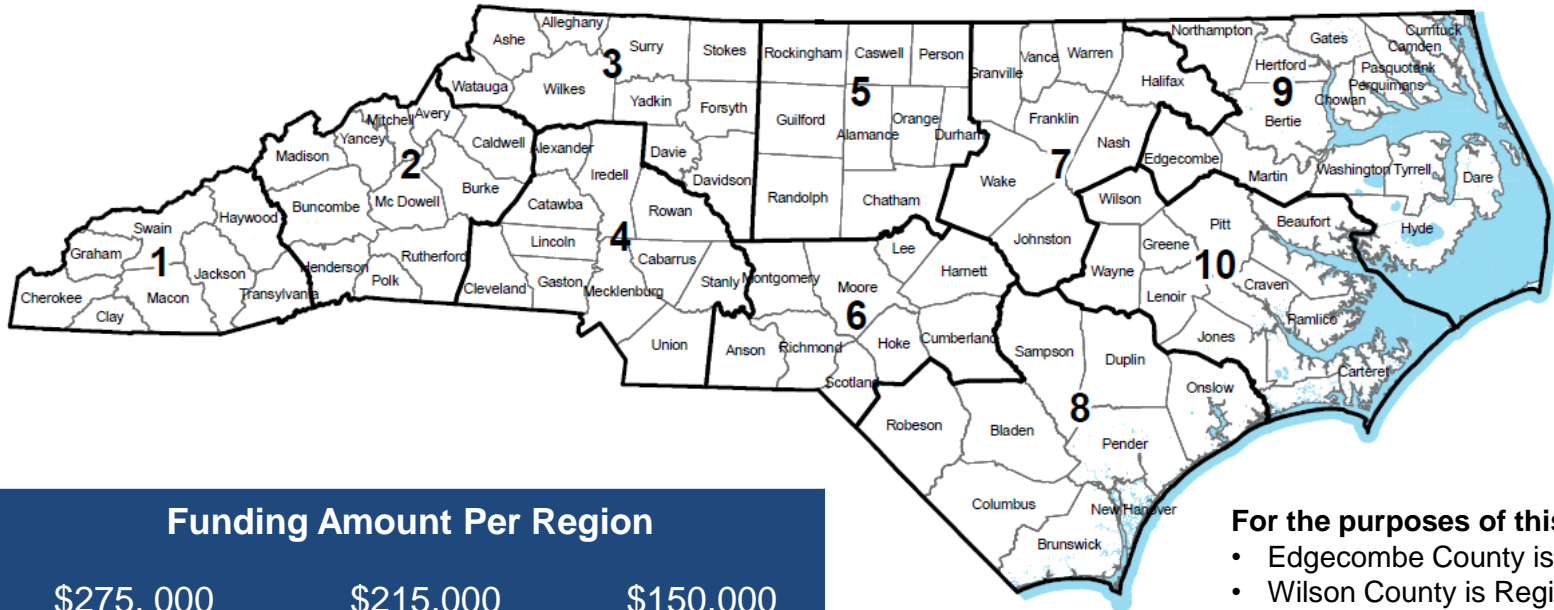 Alleghany
Ashe
Surry
Stokes
3
Watauga
Wilkes
Yadkin
Forsyth
Davie
Davidson
Rockingham
Caswell
Person
5
Guilford
Alamance
Orange
Durham
Randolph
Chatham
Granville
Vance
Warren
Halifax
Franklin
Nash
7
Wake
Johnston
Northampton
Gates
Currituck
Camden
Hertford
Pasquotank
Perquimans
9
Chowan
Bertie
Edgecombe
Martin
Washington
Tyrrell
Dare
Hyde
Mitchell
Avery
Yancey
Caldwell
Madison
2
Burke
Buncombe
Mc Dowell
Rutherford
Henderson
Polk
Alexander
Iredell
Catawba
Rowan
Lincoln
4
Cabarrus
Cleveland
Gaston
Mecklenburg
Stanly
Union
Haywood
Swain
Graham
1
Jackson
Cherokee
Macon
Transylvania
Clay
Lee
Montgomery
Moore
Harnett
6
Anson
Richmond
Hoke
Cumberland
Scotland
Wilson
Pitt
Beaufort
Greene
Wayne
10
Craven
Lenoir
Pamlico
Jones
Carteret
Sampson
Duplin
Onslow
8
Robeson
Bladen
Pender
Columbus
New Hanover
Brunswick
Funding Amount Per Region
$275, 000 $215,000 $150,000
For the purposes of this
• Edgecombe County is
• Wilson County is Regi